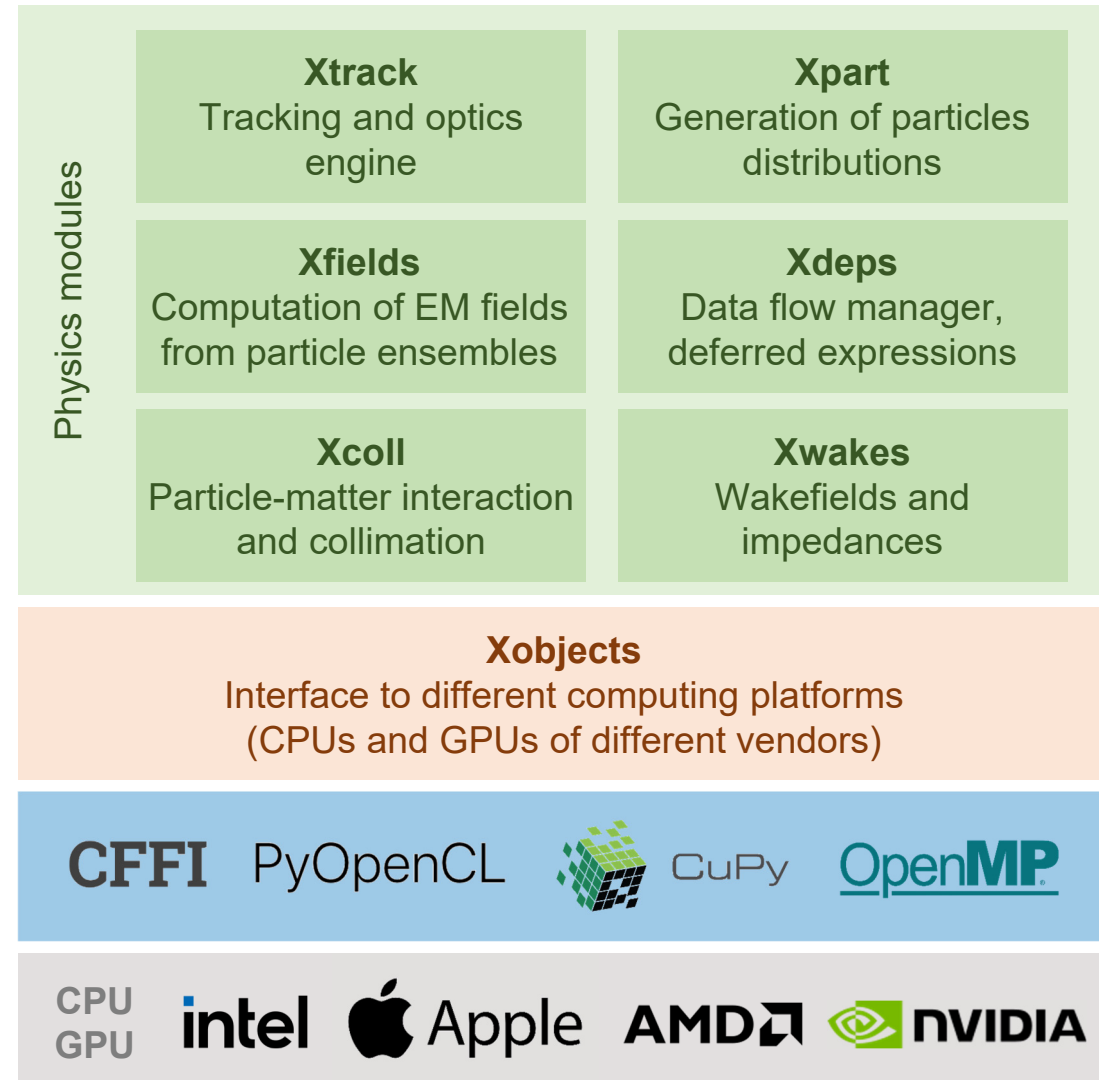 Physics modules
Xtrack
Tracking and optics
engine
Xpart
Generation of particles
distributions
Xfields
Computation of EM fields
from particle ensembles
Xdeps
Data flow manager,
deferred expressions
Xcoll
Particle-matter interaction
and collimation
Xwakes
Wakefields and
impedances
Xobjects
Interface to different computing platforms
(CPUs and GPUs of different vendors)
CFFI PyOpenCL CuPy OpenMP
CPU
GPU
intel Apple AMD NVIDIA